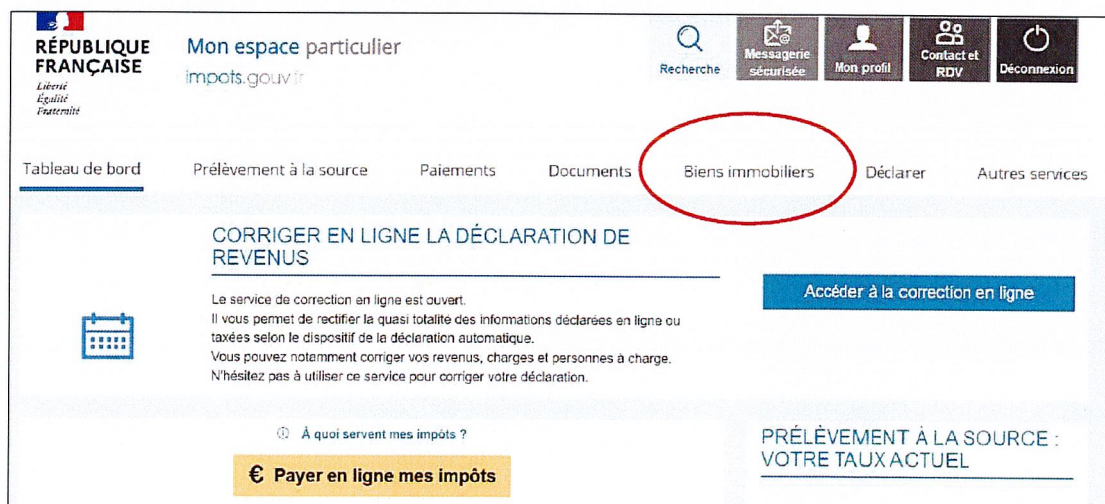 RÉPUBLIQUE
FRANÇAISE
Liberté
Égalité
Fraternité
Mon espace particulier
impots.gouv.fr
Recherche
Messagerie
sécurisée
Mon profil
Contact et
RDV
Déconnexion
Tableau de bord
Prélèvement à la source
Paiements
Documents
Biens immobiliers
Déclarer
Autres services
CORRIGER EN LIGNE LA DÉCLARATION DE
REVENUS
Le service de correction en ligne est ouvert.
Il vous permet de rectifier la quasi totalité des informations déclarées en ligne ou
taxées selon le dispositif de la déclaration automatique.
Vous pouvez notamment corriger vos revenus, charges et personnes à charge.
N'hésitez pas à utiliser ce service pour corriger votre déclaration.
Accéder à la correction en ligne
À quoi servent mes impôts ?
€ Payer en ligne mes impôts
PRÉLÈVEMENT À LA SOURCE :
VOTRE TAUX ACTUEL